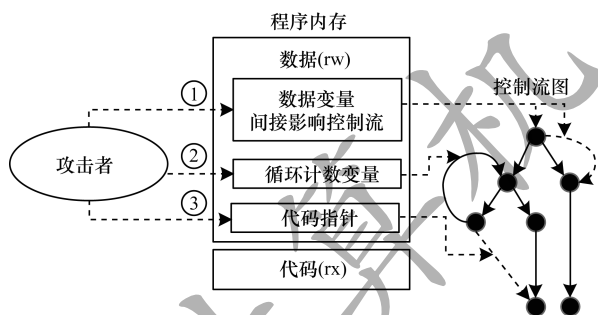 程序内存
数据(rw)
控制流图
①
数据变量
间接影响控制流
攻击者
②
循环计数变量
③
代码指针
代码(rx)
算机